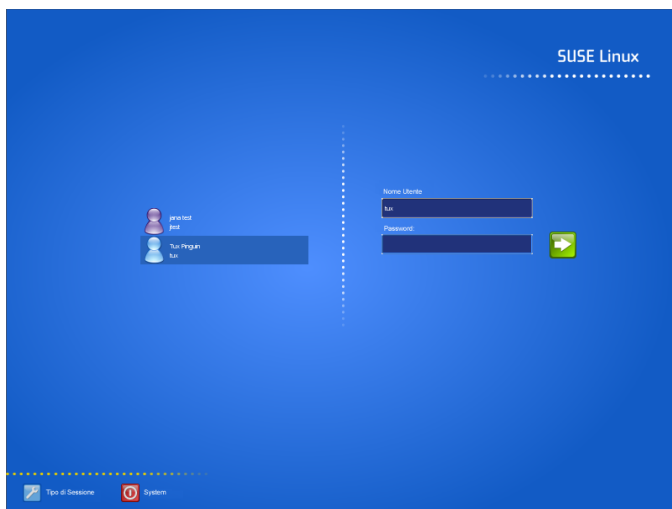 SUSE Linux
jana test
jtest
Tux Pinguin
tux
Nome Utente
tux
Password:
Tipo di Sessione
System